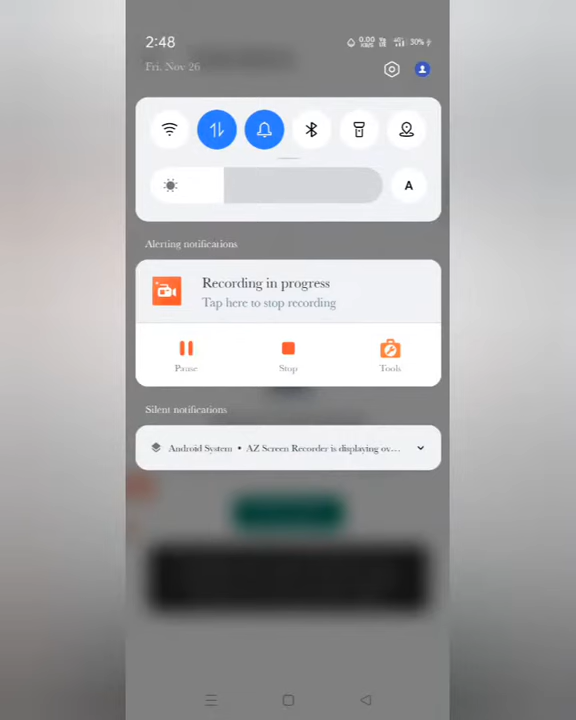 2:48
0.00
KB/S
30%
Fri, Nov 26
A
Alerting notifications
Recording in progress
Tap here to stop recording
Pause
Stop
Tools
Silent notifications
Android System • AZ Screen Recorder is displaying ov...